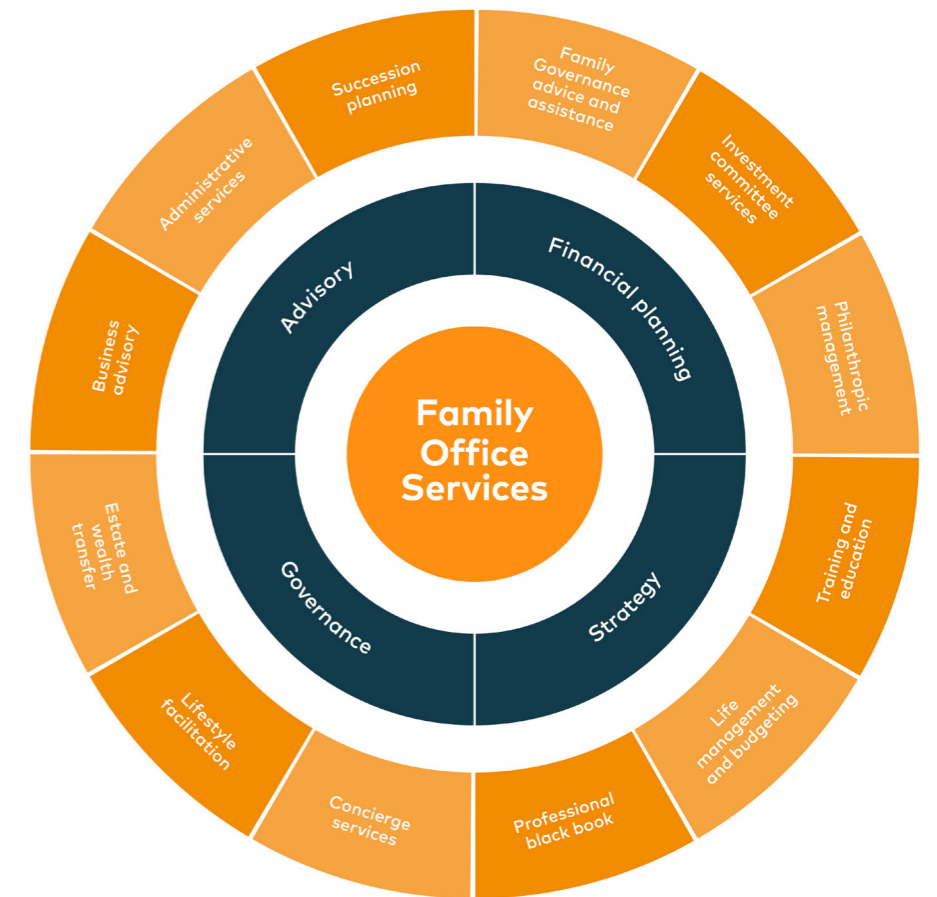 Family
Office
Services
Advisory
Financial planning
Strategy
Governance
Family
Governance
advice and
assistance
Investment
committee
services
Philanthropic
management
Training and
education
Life
management
and budgeting
Professional
black book
Concierge
services
Lifestyle
facilitation
Estate and
wealth
transfer
Business
advisory
Administrative
services
Succession
planning